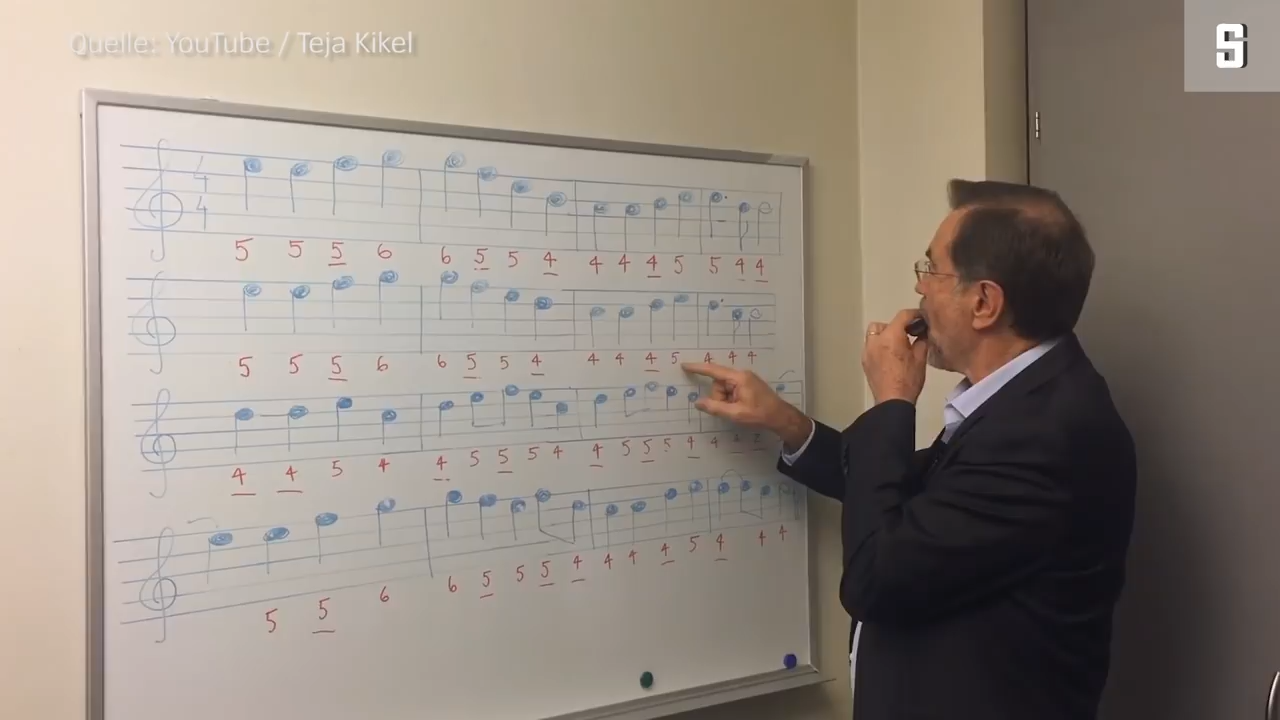 Quelle: YouTube / Teja Kikel
S
4
4
5 5 5 6 6 5 5 4 4 4 4 5 5 4 4
5 5 5 6 6 5 5 4 4 4 4 5 4 4 4
4 4 5 4 4 5 5 5 4 4 5 5 5 4 4
5 5 6 6 5 5 5 4 4 4 4 5 4 4 4